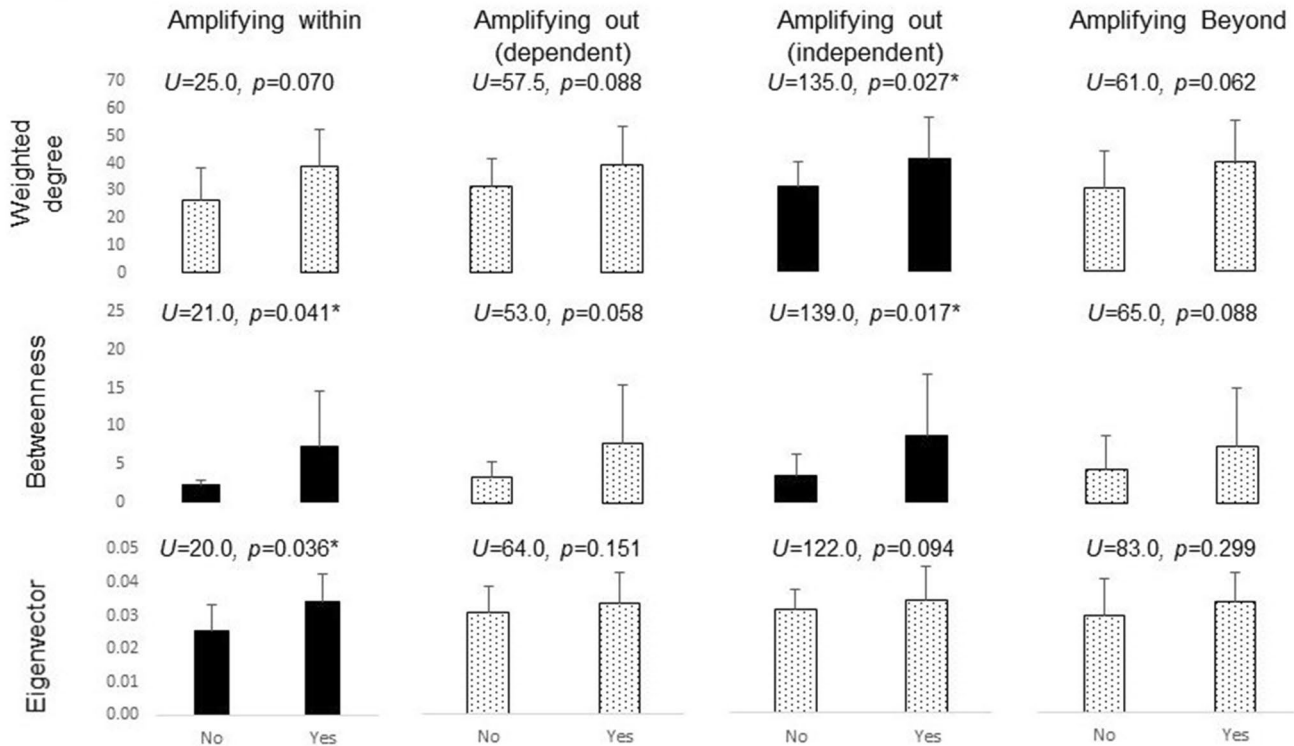 Amplifying within
Amplifying out
(dependent)
Amplifying out
(independent)
Amplifying Beyond
Weighted
degree
70
60
50
40
30
20
10
0
U=25.0, p=0.070
U=57.5, p=0.088
U=135.0, p=0.027*
U=61.0, p=0.062
Betweenness
25
20
15
10
5
0
U=21.0, p=0.041*
U=53.0, p=0.058
U=139.0, p=0.017*
U=65.0, p=0.088
Eigenvector
0.05
0.04
0.03
0.02
0.01
0.00
U=20.0, p=0.036*
U=64.0, p=0.151
U=122.0, p=0.094
U=83.0, p=0.299
No Yes No Yes No Yes No Yes